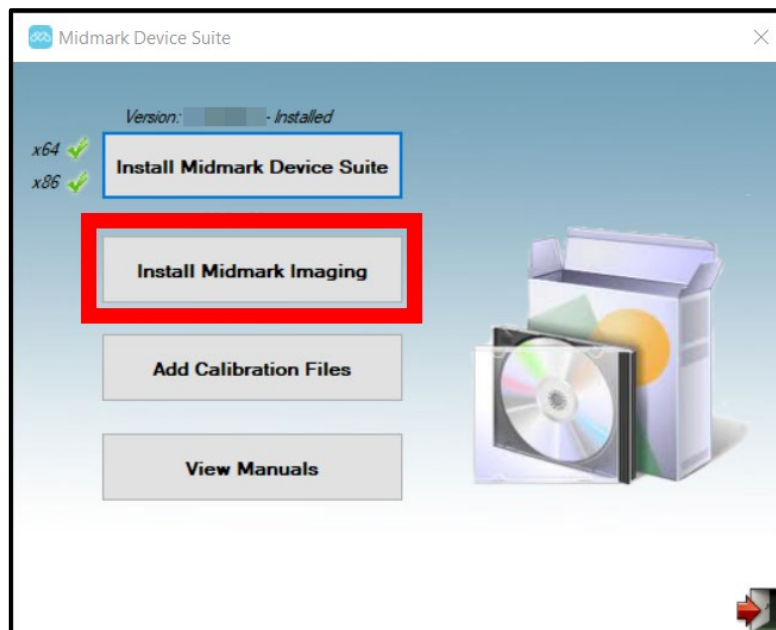 Midmark Device Suite
Version: - Installed
x64
Install Midmark Device Suite
x86
Install Midmark Imaging
Add Calibration Files
View Manuals